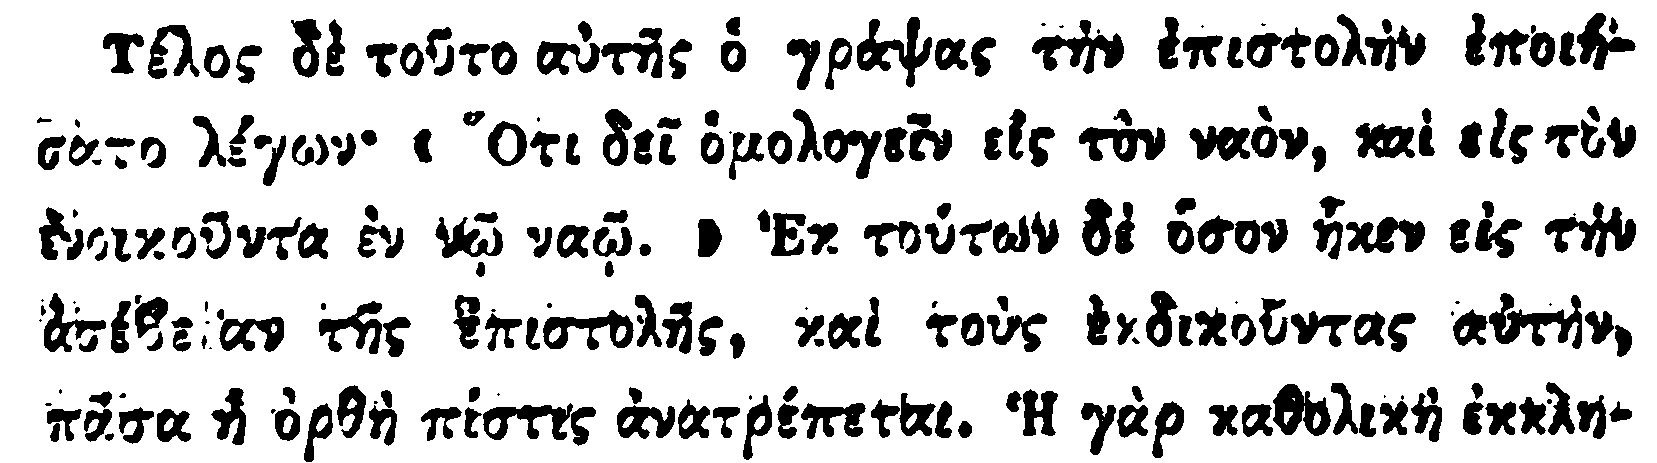 Τέλος δὲ τοῦτο αὐτῆς ὁ γράψας τὴν ἐπιστολὴν ἐποιή-
σατο λέγων· « Ὅτι δεῖ ὁμολογεῖν εἰς τὸν ναὸν, καὶ εἰς τὸν
ἐνοικοῦντα ἐν τῷ ναῷ. » Ἐκ τούτων δὲ ὅσον ἧκεν εἰς τὴν
ἀσέβειαν τῆς ἐπιστολῆς, καὶ τοὺς ἐκδικοῦντας αὐτὴν,
πᾶσα ἡ ὀρθὴ πίστις ἀνατρέπεται. Ἡ γὰρ καθολικὴ ἐκκλη-